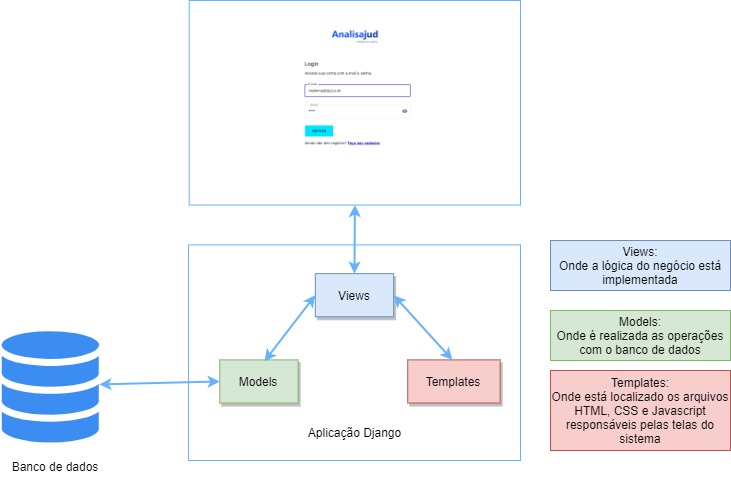 Analisajud
Login
Acesse sua conta com e-mail e senha.
E-mail
Senha
ENTRAR
Ainda não tem registro? Faça seu cadastro
Views
Models
Templates
Aplicação Django
Banco de dados
Views:
Onde a lógica do negócio está
implementada
Models:
Onde é realizada as operações
com o banco de dados
Templates:
Onde está localizado os arquivos
HTML, CSS e Javascript
responsáveis pelas telas do
sistema